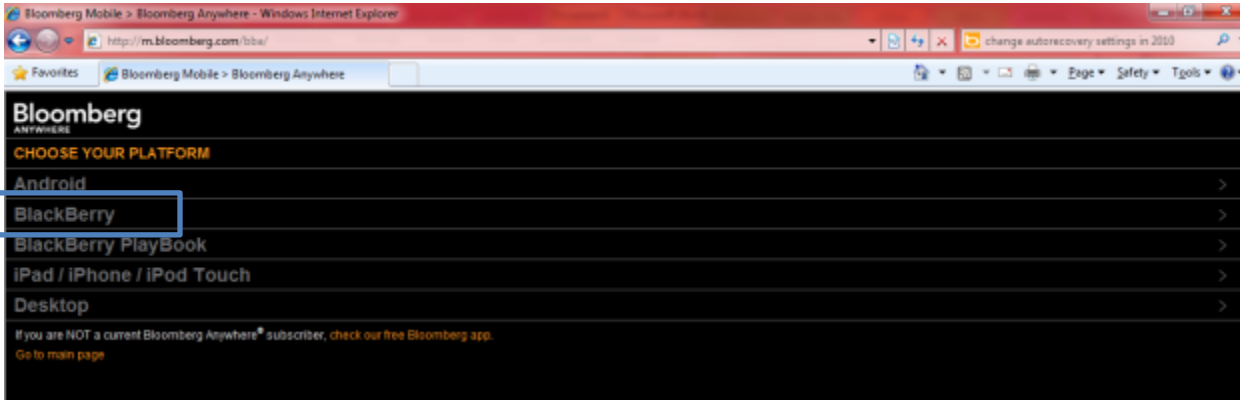 Bloomberg Mobile > Bloomberg Anywhere - Windows Internet Explorer
http://m.bloomberg.com/bba/
change autorecovery settings in 2010
Favorites
Bloomberg Mobile > Bloomberg Anywhere
Page
Safety
Tools
Bloomberg
ANYWHERE
CHOOSE YOUR PLATFORM
Android
BlackBerry
BlackBerry PlayBook
iPad / iPhone / iPod Touch
Desktop
If you are NOT a current Bloomberg Anywhere® subscriber, check our free Bloomberg app.
Go to main page